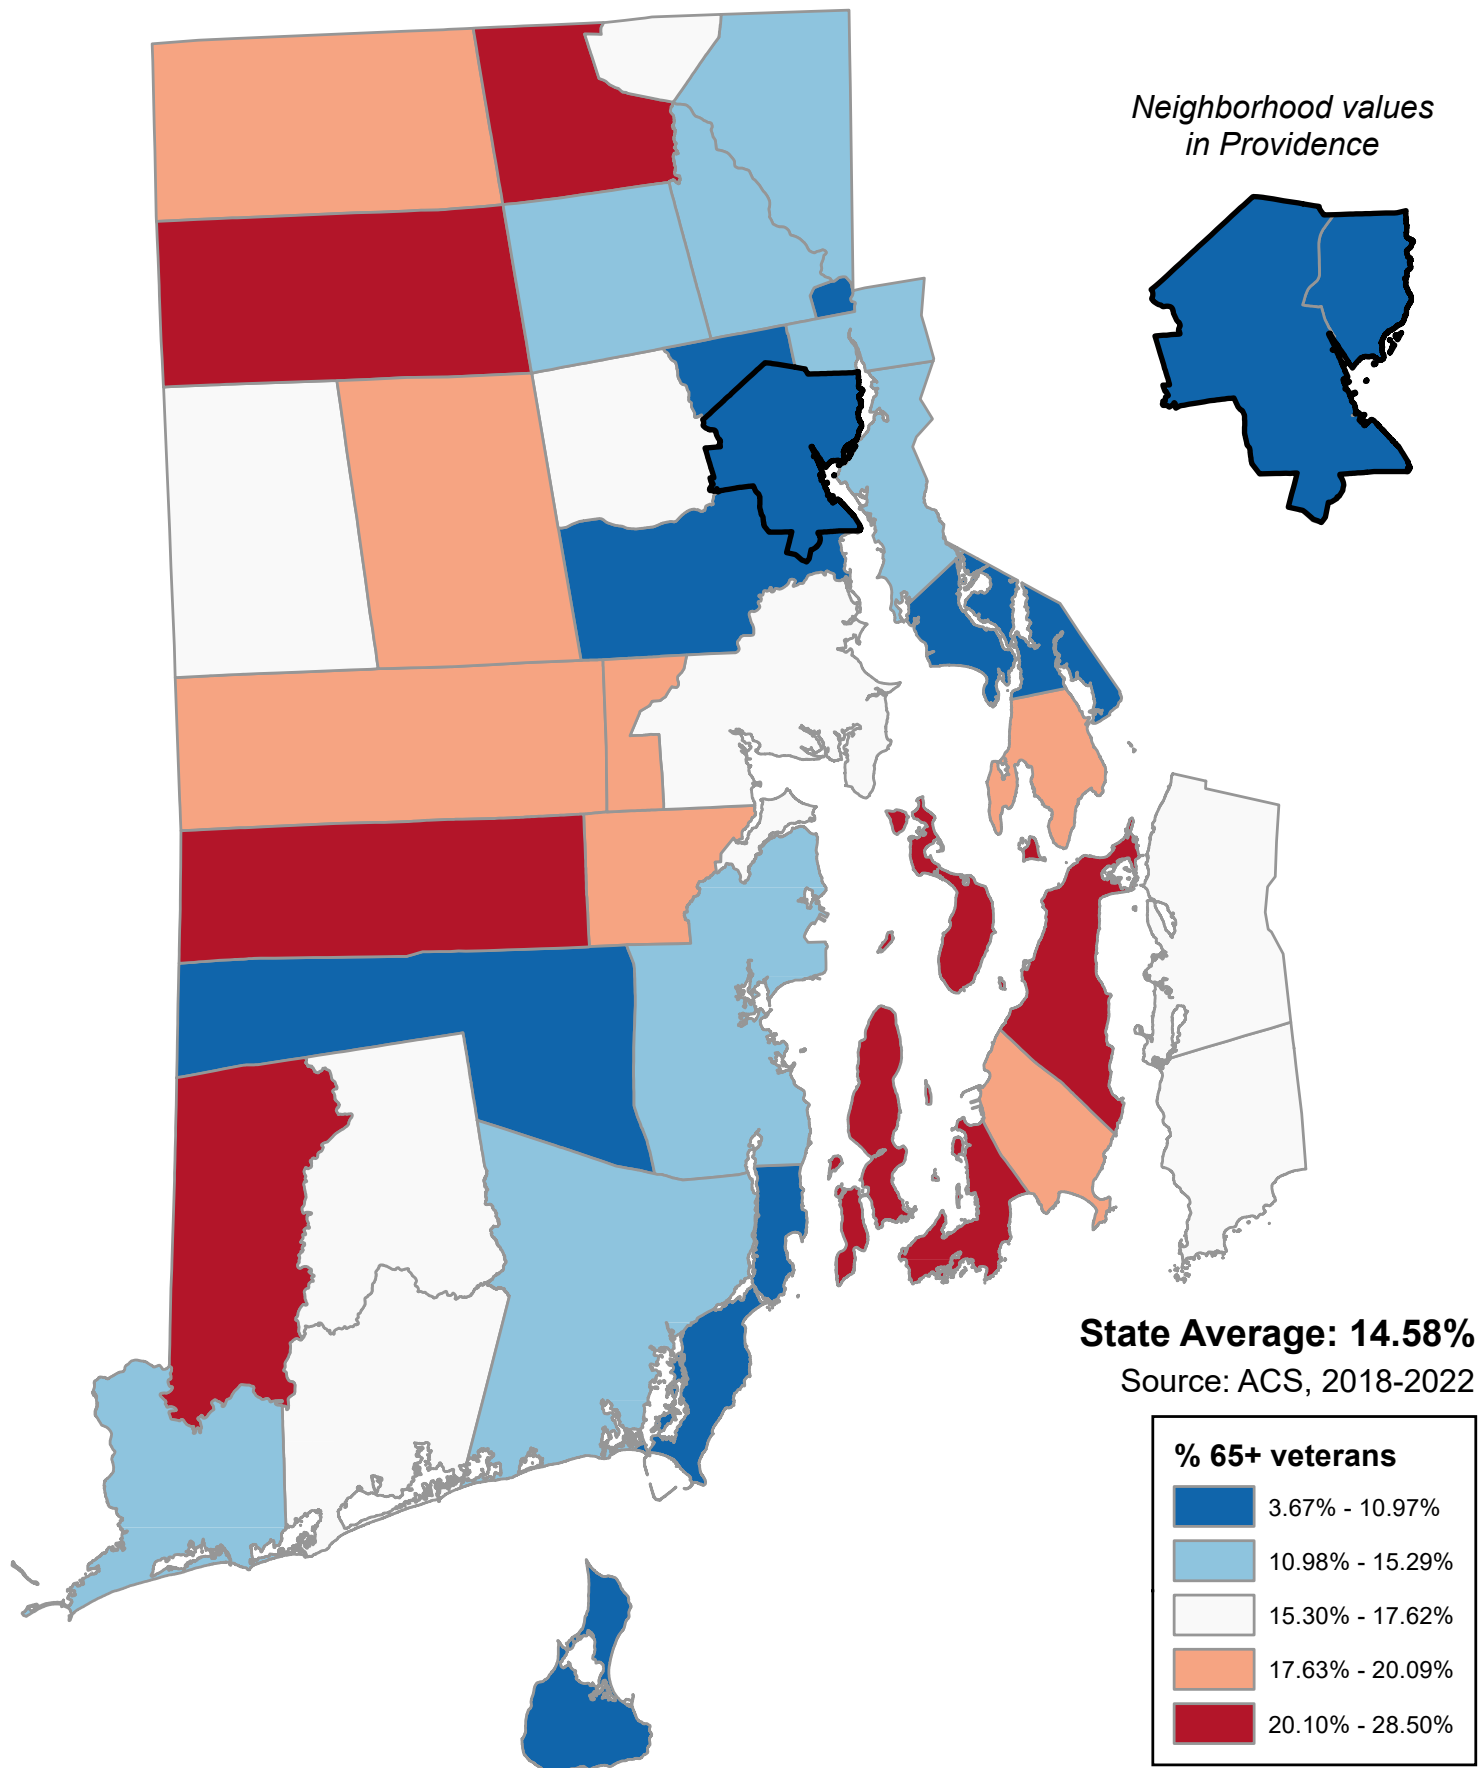 Neighborhood values
in Providence
State Average: 14.58%
Source: ACS, 2018-2022
% 65+ veterans
3.67% - 10.97%
10.98% - 15.29%
15.30% - 17.62%
17.63% - 20.09%
20.10% - 28.50%